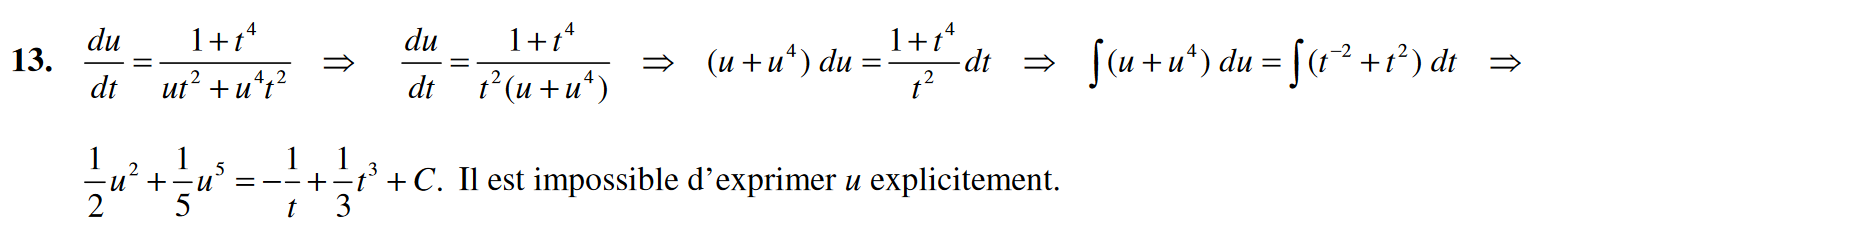 13. du/dt = (1+t⁴)/(ut² + u⁴t²) ⇒ du/dt = (1+t⁴)/(t²(u+u⁴)) ⇒ (u+u⁴) du = (1+t⁴)/t² dt ⇒ ∫(u+u⁴) du = ∫(t⁻² + t²) dt ⇒
1/2 u² + 1/5 u⁵ = −1/t + 1/3 t³ + C. Il est impossible d’exprimer u explicitement.